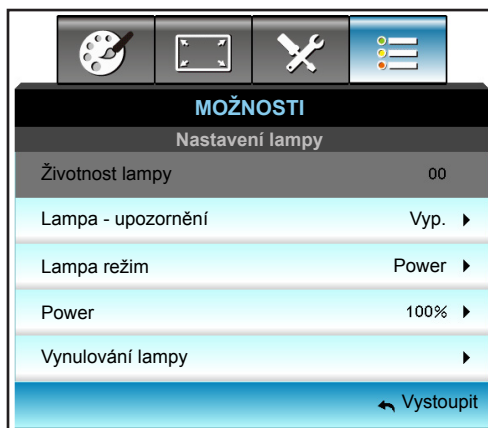 MOŽNOSTI
Nastavení lampy
Životnost lampy 00
Lampa - upozornění Vyp.
Lampa režim Power
Power 100%
Vynulování lampy
Vystoupit